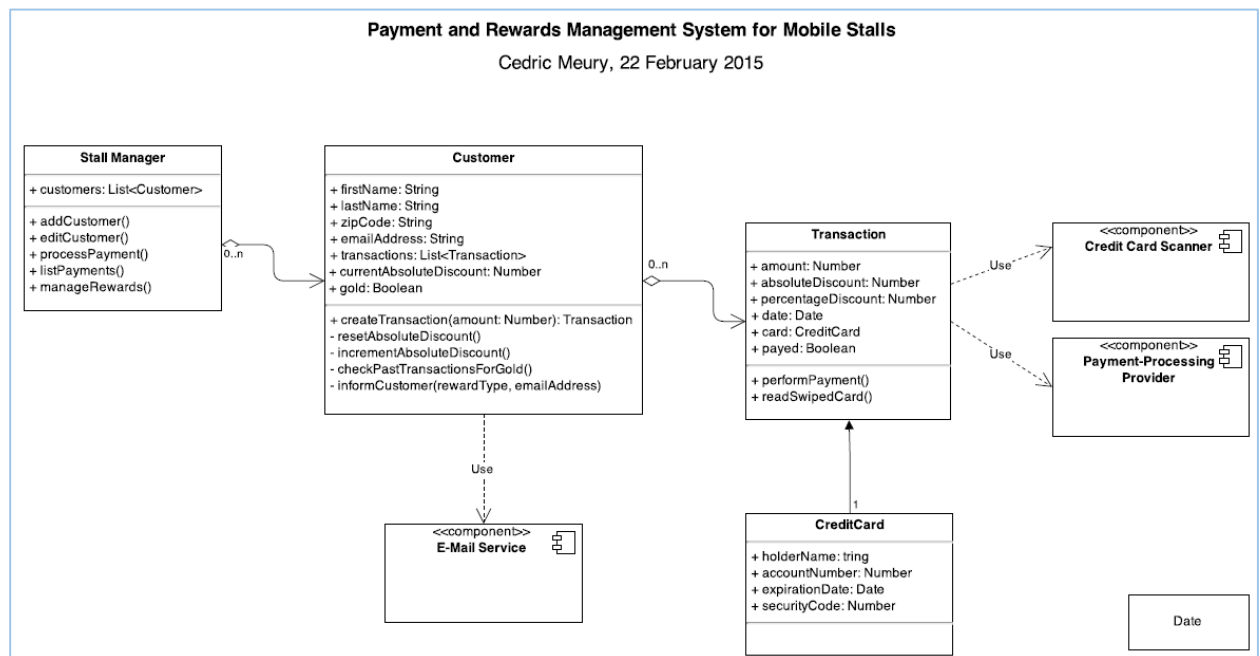 Payment and Rewards Management System for Mobile Stalls
Cedric Meury, 22 February 2015
Stall Manager
+ customers: List<Customer>
+ addCustomer()
+ editCustomer()
+ processPayment()
+ listPayments()
+ manageRewards()
0..n
Customer
+ firstName: String
+ lastName: String
+ zipCode: String
+ emailAddress: String
+ transactions: List<Transaction>
+ currentAbsoluteDiscount: Number
+ gold: Boolean
+ createTransaction(amount: Number): Transaction
- resetAbsoluteDiscount()
- incrementAbsoluteDiscount()
- checkPastTransactionsForGold()
- informCustomer(rewardType, emailAddress)
0..n
Transaction
+ amount: Number
+ absoluteDiscount: Number
+ percentageDiscount: Number
+ date: Date
+ card: CreditCard
+ payed: Boolean
+ performPayment()
+ readSwipedCard()
Use
<<component>>
Credit Card Scanner
Use
<<component>>
Payment-Processing
Provider
Use
<<component>>
E-Mail Service
1
CreditCard
+ holderName: tring
+ accountNumber: Number
+ expirationDate: Date
+ securityCode: Number
Date